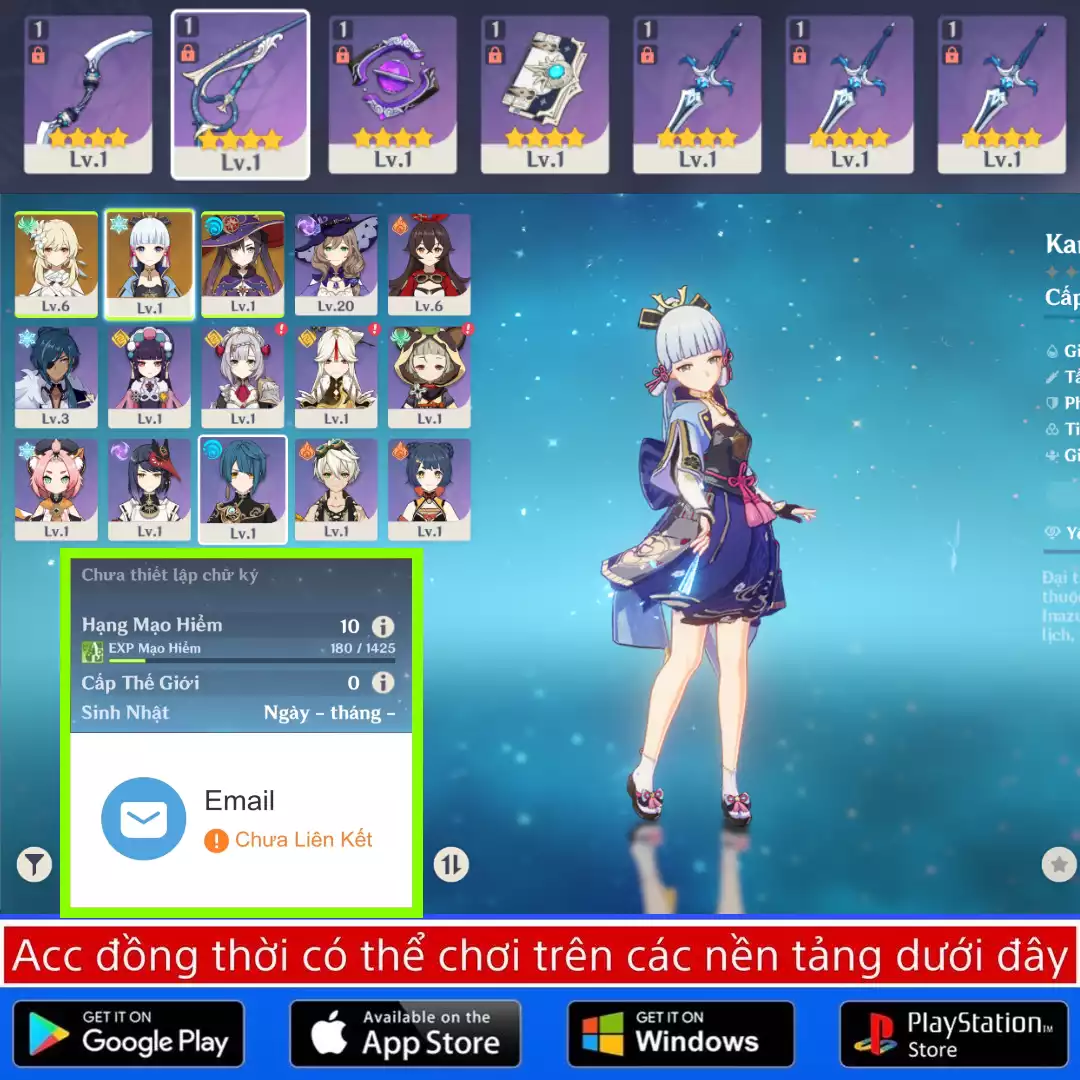 1 1 1 1 1 1 1
Lv.1 Lv.1 Lv.1 Lv.1 Lv.1 Lv.1 Lv.1
Lv.6 Lv.1 Lv.1 Lv.20 Lv.6
Lv.3 Lv.1 Lv.1 Lv.1 Lv.1
Lv.1 Lv.1 Lv.1 Lv.1 Lv.1
Cấp
Gi
Ph
Ti
Gi
Đại t
thuộ
Inazu
lịch,
Chưa thiết lập chữ ký
Hạng Mạo Hiểm 10
EXP Mạo Hiểm 180 / 1425
Cấp Thế Giới 0
Sinh Nhật Ngày - tháng -
Email
Chưa Liên Kết
Acc đồng thời có thể chơi trên các nền tảng dưới đây
GET IT ON
Google Play
Available on the
App Store
GET IT ON
Windows
PlayStation™
Store